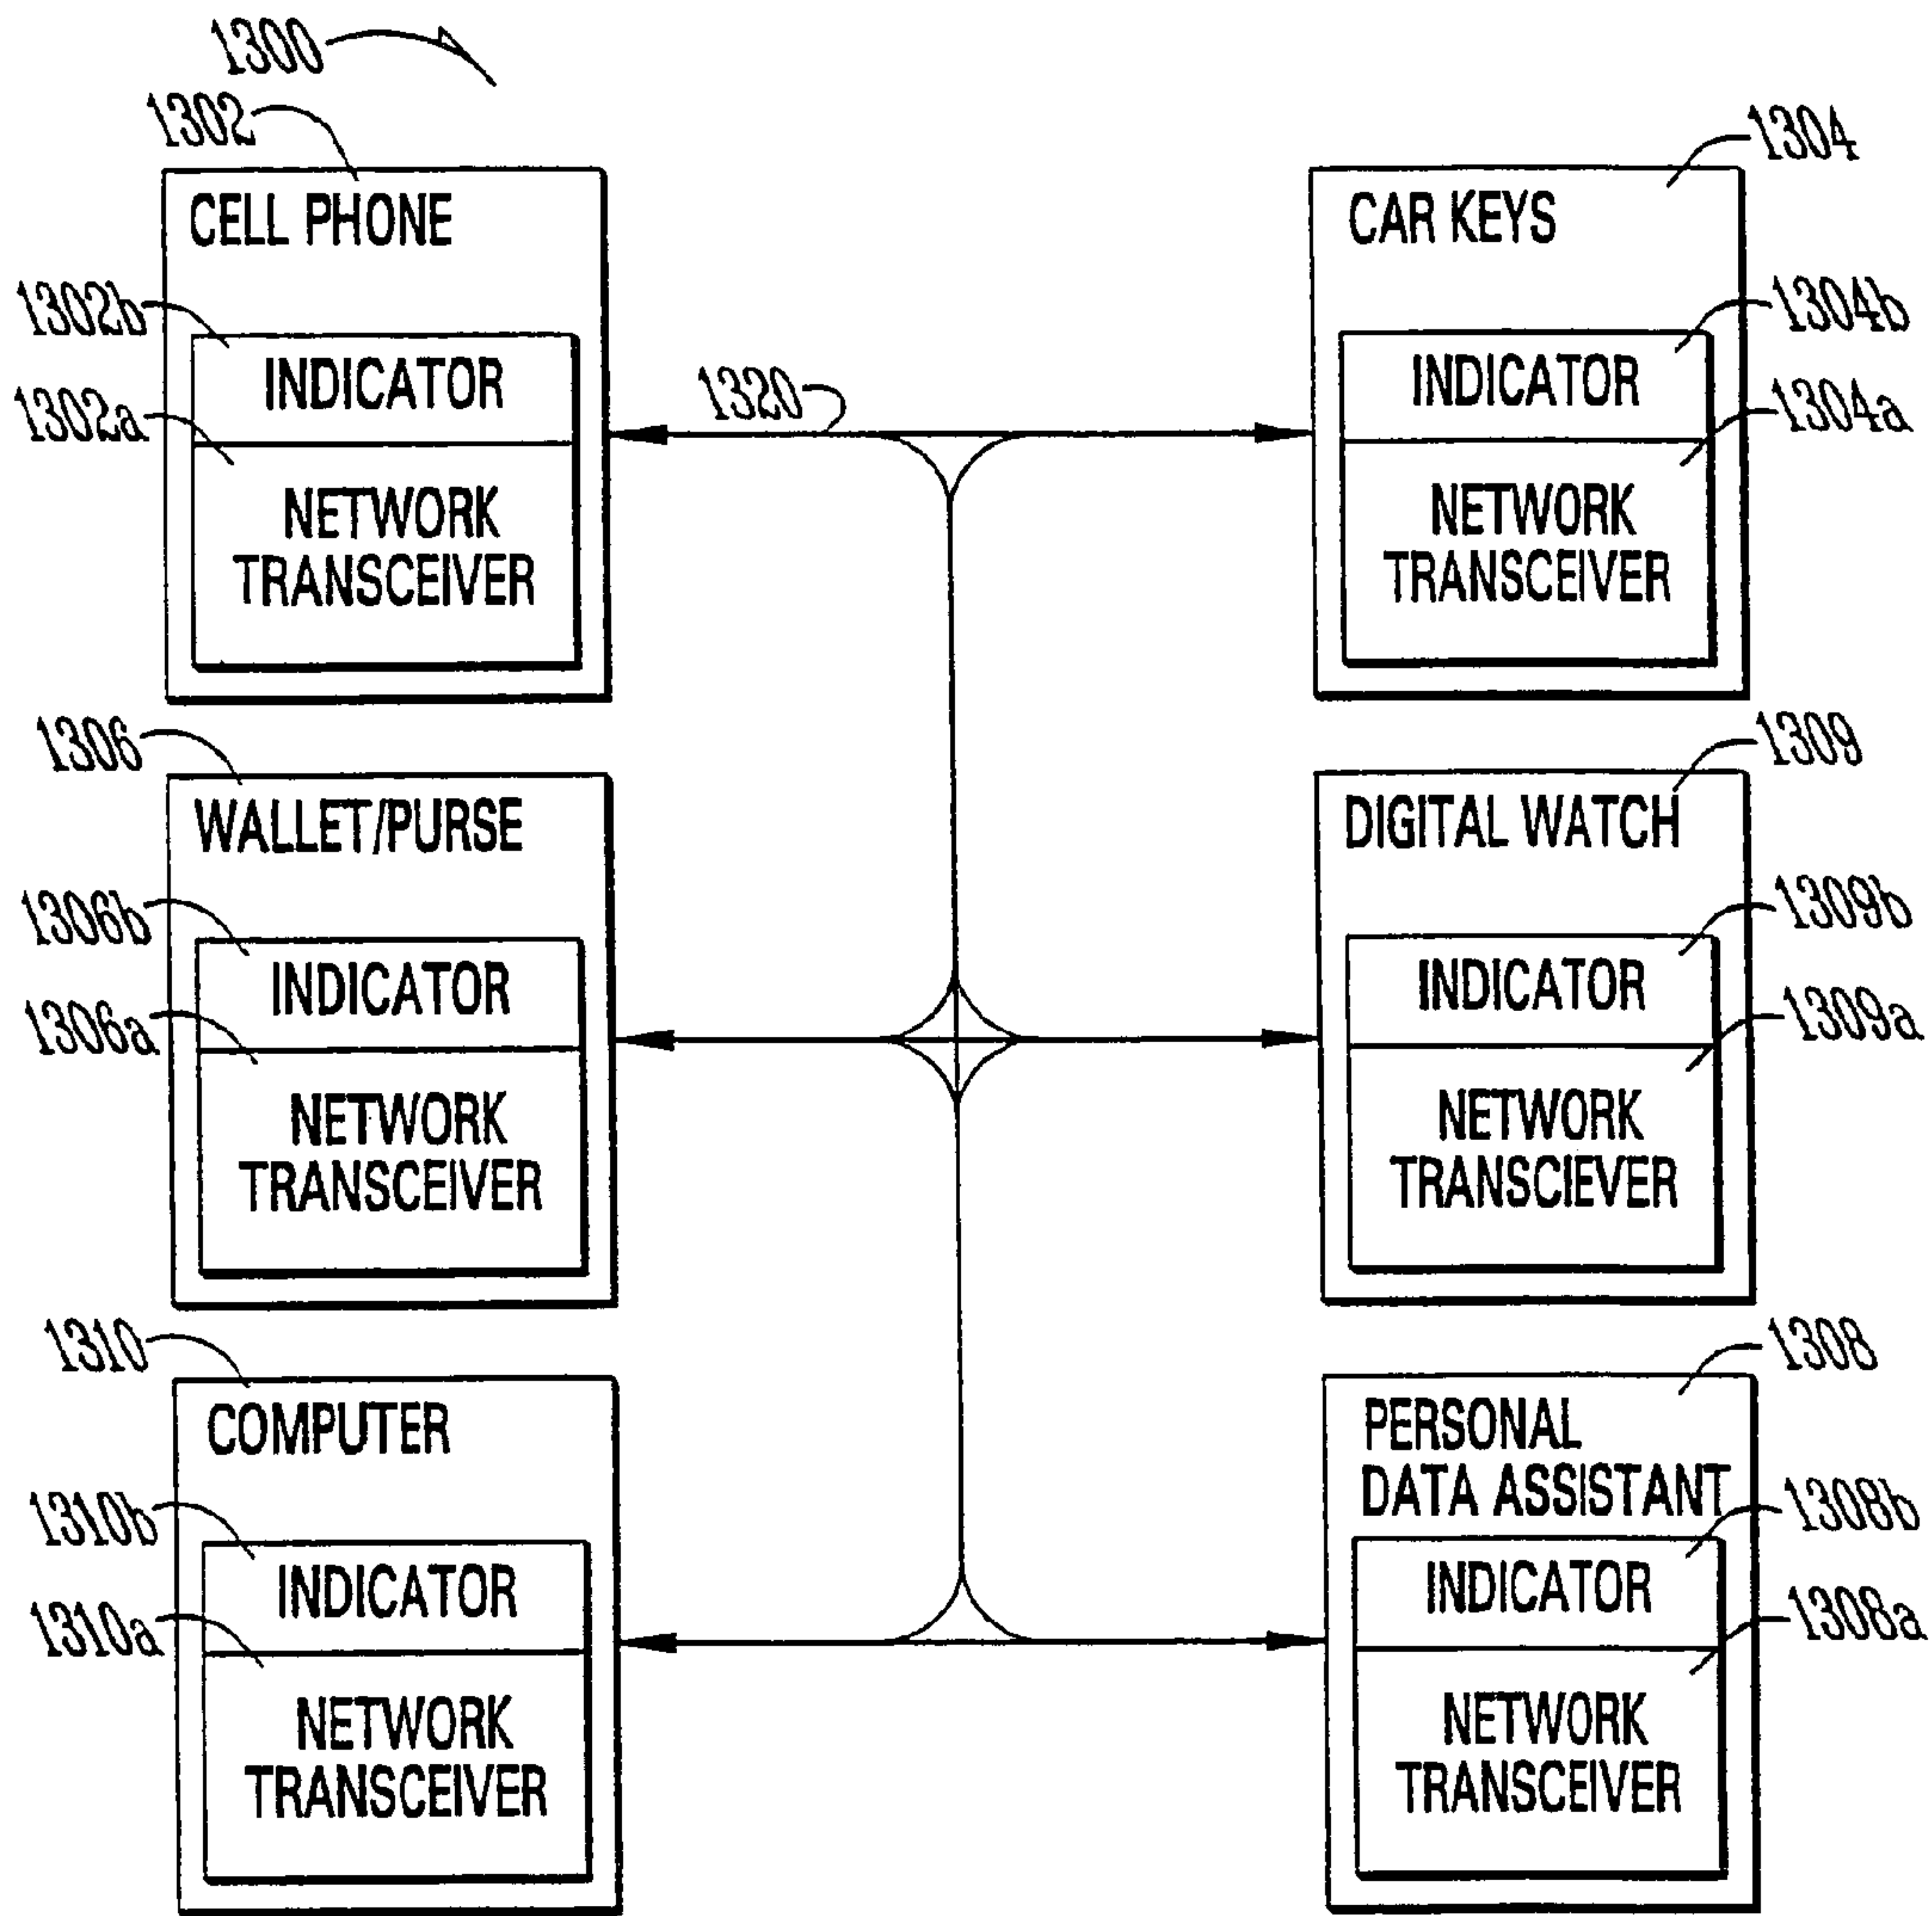 1300
1302
CELL PHONE
1302b
INDICATOR
1302a
NETWORK
TRANSCEIVER
1320
1304
CAR KEYS
1304b
INDICATOR
1304a
NETWORK
TRANSCEIVER
1306
WALLET/PURSE
1306b
INDICATOR
1306a
NETWORK
TRANSCEIVER
1309
DIGITAL WATCH
1309b
INDICATOR
1309a
NETWORK
TRANSCIEVER
1310
COMPUTER
1310b
INDICATOR
1310a
NETWORK
TRANSCEIVER
1308
PERSONAL
DATA ASSISTANT
1308b
INDICATOR
1308a
NETWORK
TRANSCEIVER